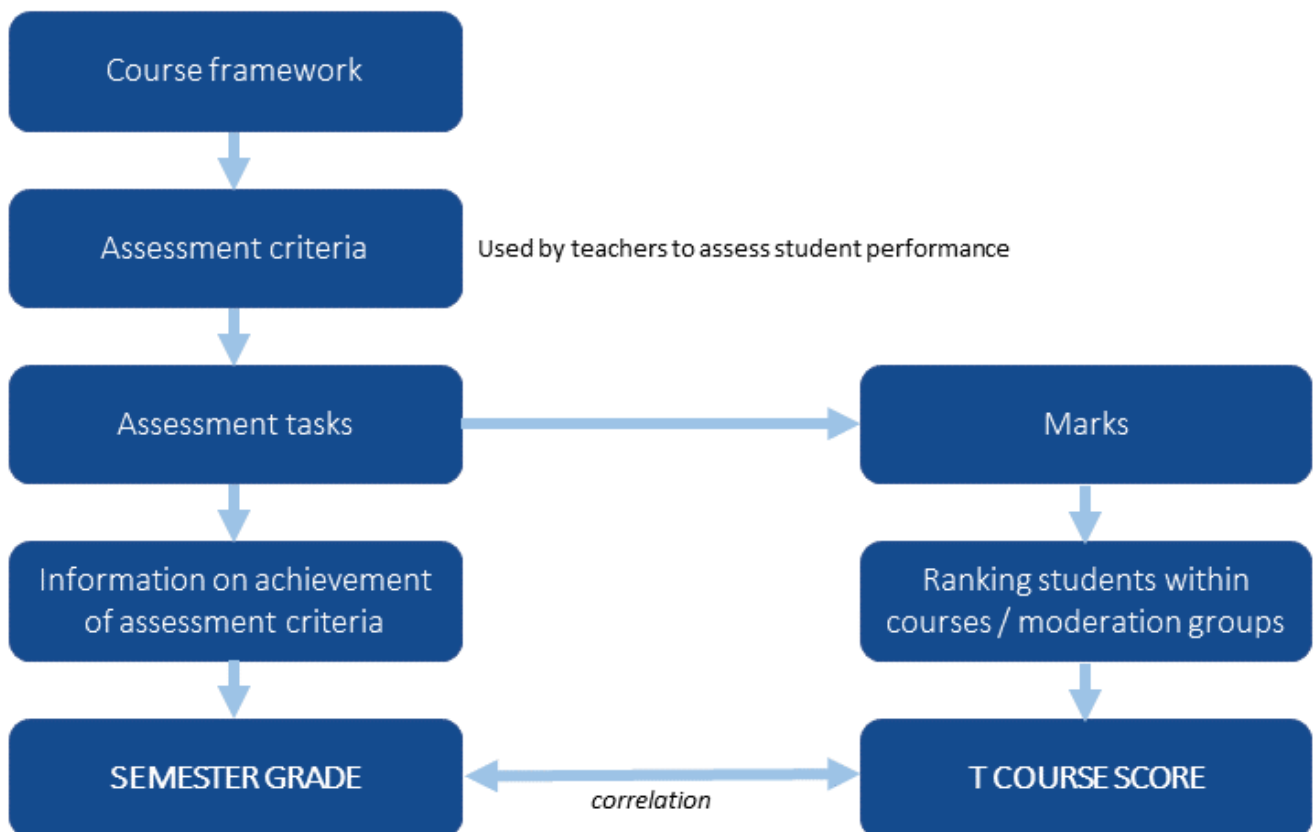 Course framework
Assessment criteria
Used by teachers to assess student performance
Assessment tasks
Marks
Information on achievement
of assessment criteria
Ranking students within
courses / moderation groups
SEMESTER GRADE
correlation
T COURSE SCORE